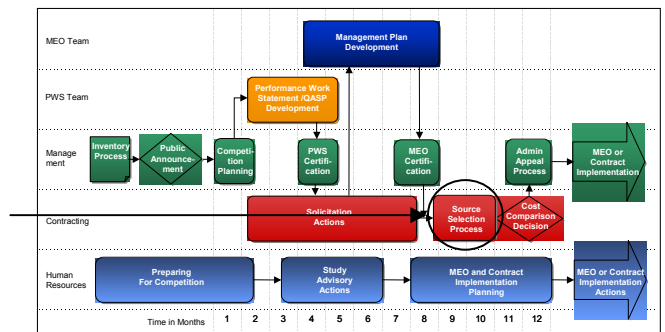 MEO Team
Management Plan
Development
PWS Team
Performance Work
Statement /QASP
Development
Manage
ment
Inventory
Process
Public
Announce-
ment
Competi-
tion
Planning
PWS
Certifi-
cation
MEO
Certifi-
cation
Admin
Appeal
Process
MEO or
Contract
Implementation
Contracting
Solicitation
Actions
Source
Selection
Process
Cost
Comparison
Decision
Human
Resources
Preparing
For Competition
Study
Advisory
Actions
MEO and Contract
Implementation
Planning
MEO or Contract
Implementation
Actions
Time in Months 1 2 3 4 5 6 7 8 9 10 11 12